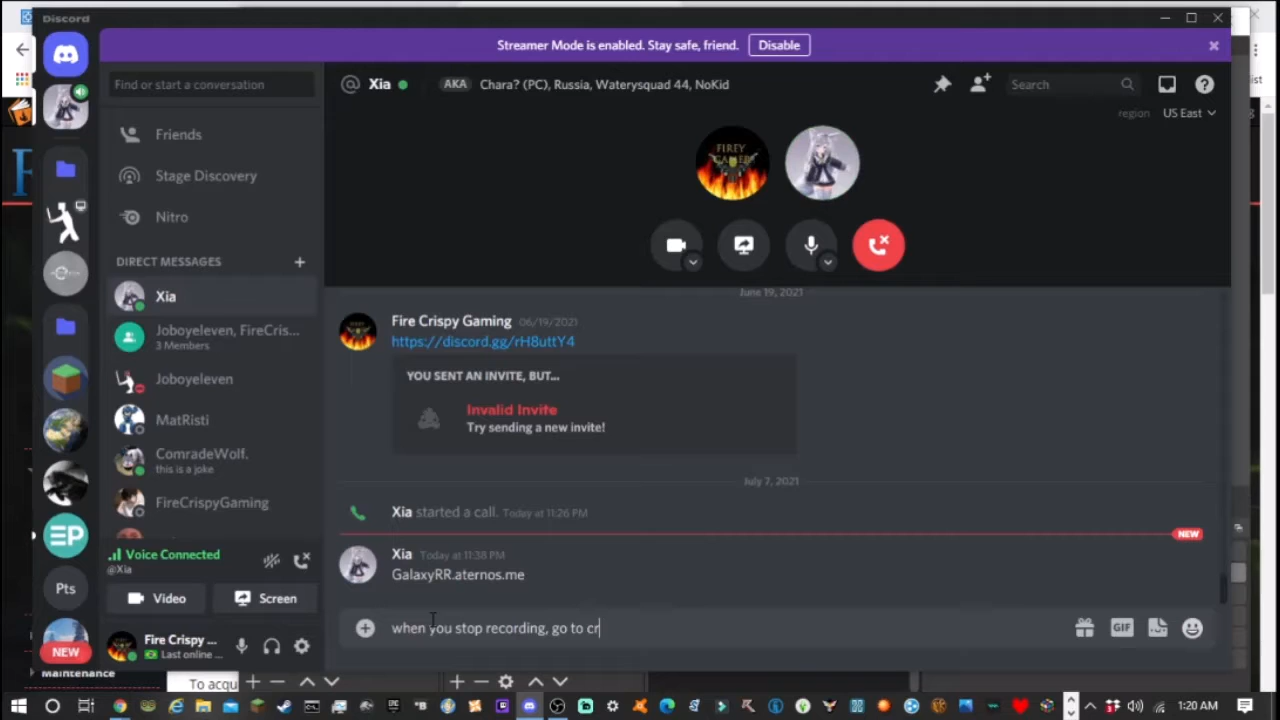 Discord
Streamer Mode is enabled. Stay safe, friend.
Disable
Find or start a conversation
Xia
AKA
Chara? (PC), Russia, Waterysquad 44, NoKid
Search
region
US East
Friends
Stage Discovery
Nitro
DIRECT MESSAGES
Xia
Joboyeleven, FireCris...
3 Members
Joboyeleven
MatRisti
ComradeWolf.
this is a joke
FireCrispyGaming
FIREY
June 19, 2021
Fire Crispy Gaming 06/19/2021
https://discord.gg/rH8uttY4
YOU SENT AN INVITE, BUT...
Invalid Invite
Try sending a new invite!
July 7, 2021
Xia started a call. Today at 11:26 PM
NEW
Xia Today at 11:38 PM
GalaxyRR.aternos.me
when you stop recording, go to cr
GIF
Voice Connected
@Xia
Video
Screen
Fire Crispy ...
Last online ...
EP
Pts
NEW
Maintenance
To acqu
1:20 AM